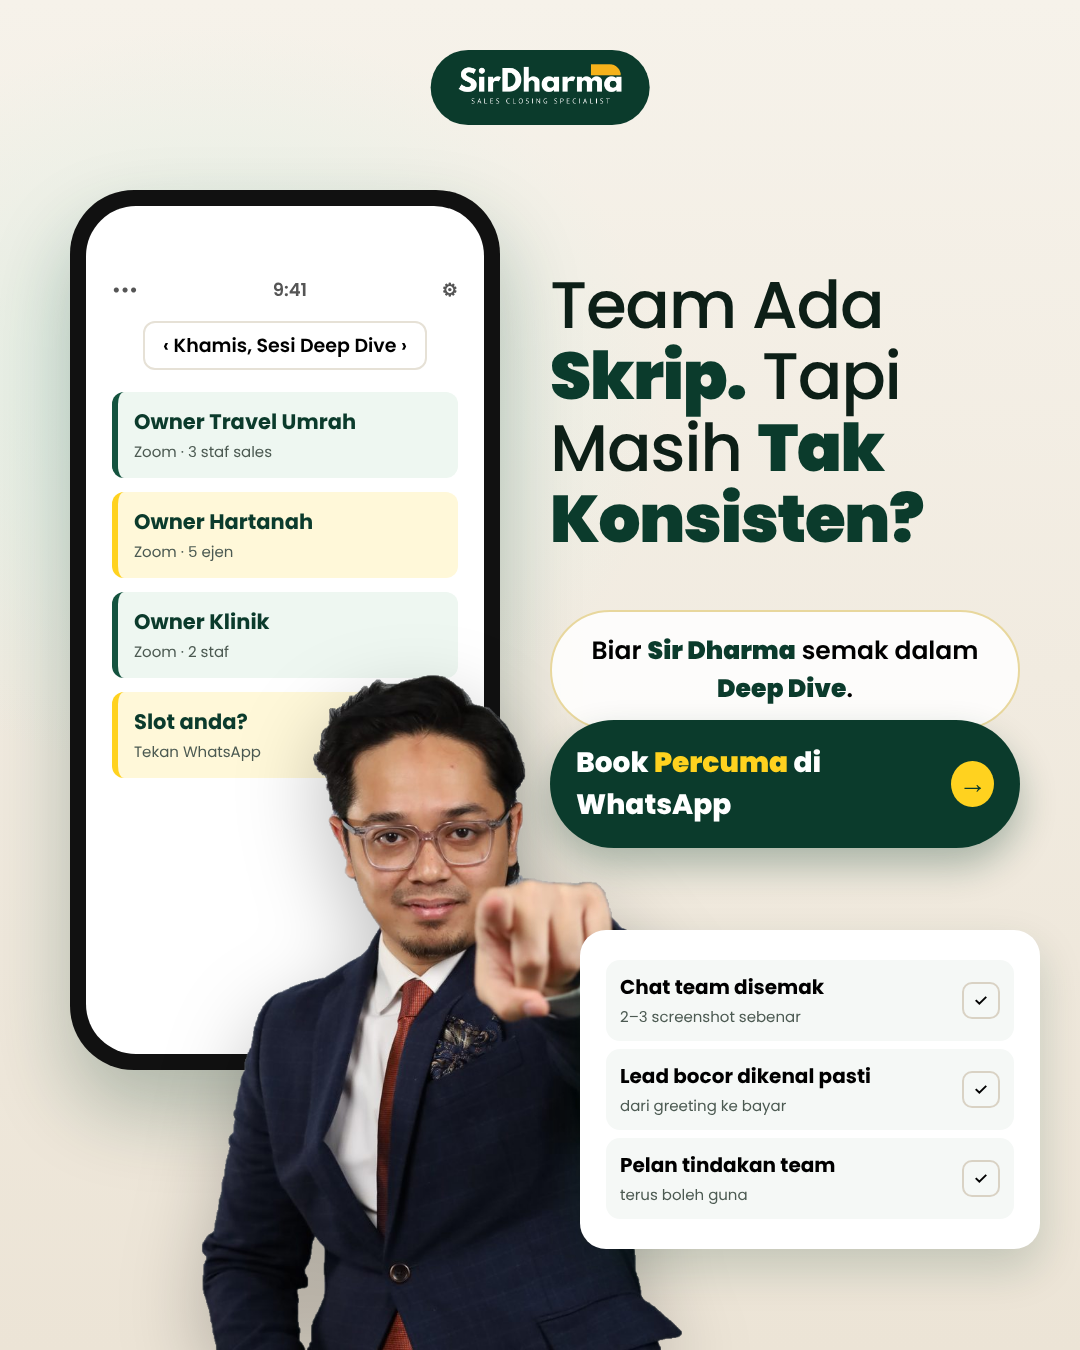 SirDharma
SALES CLOSING SPECIALIST
9:41
‹ Khamis, Sesi Deep Dive ›
Owner Travel Umrah
Zoom · 3 staf sales
Owner Hartanah
Zoom · 5 ejen
Owner Klinik
Zoom · 2 staf
Slot anda?
Tekan WhatsApp
Team Ada
Skrip. Tapi
Masih Tak
Konsisten?
Biar Sir Dharma semak dalam
Deep Dive.
Book Percuma di
WhatsApp
Chat team disemak
2–3 screenshot sebenar
Lead bocor dikenal pasti
dari greeting ke bayar
Pelan tindakan team
terus boleh guna